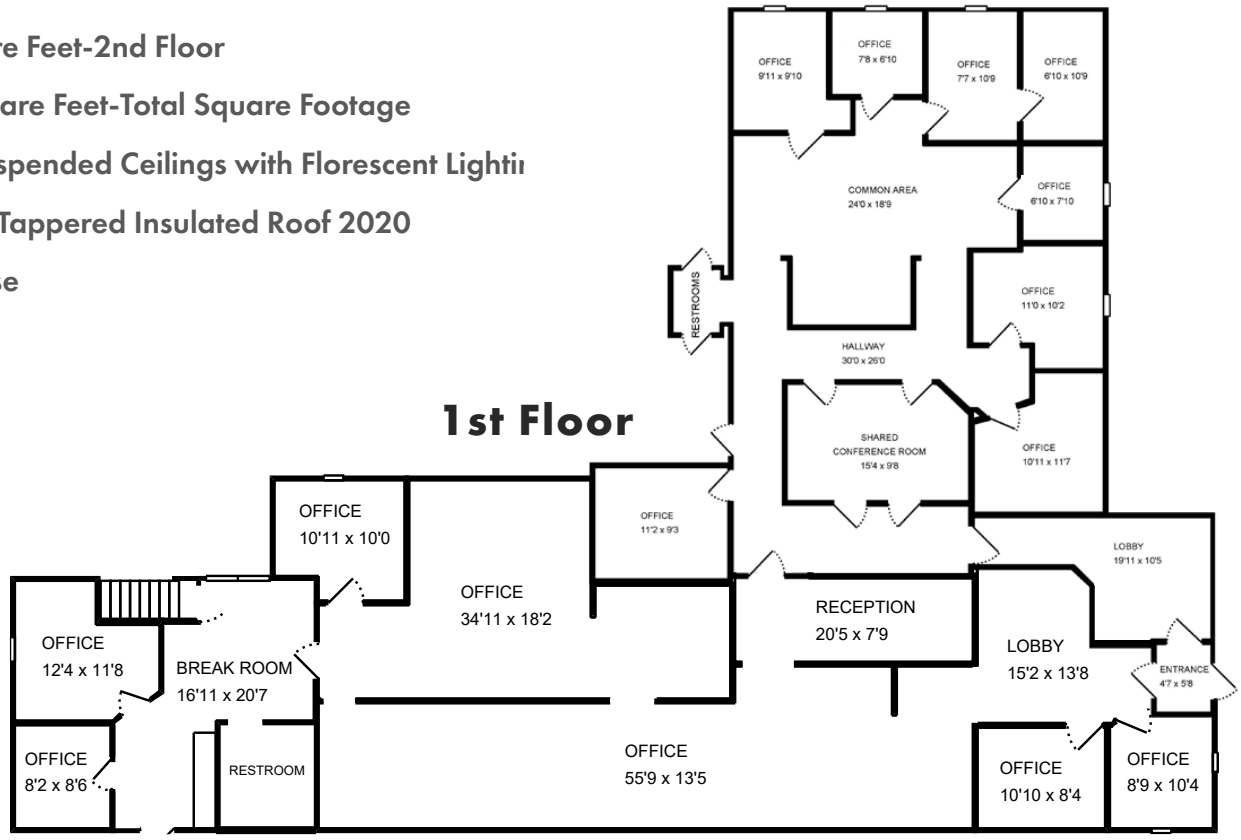 re Feet-2nd Floor
are Feet-Total Square Footage
spended Ceilings with Florescent Lightin
Tappered Insulated Roof 2020
se
1st Floor
OFFICE
9'11 x 9'10
OFFICE
7'8 x 6'10
OFFICE
7'7 x 10'9
OFFICE
6'10 x 10'9
COMMON AREA
24'0 x 18'9
OFFICE
6'10 x 7'10
RESTROOMS
OFFICE
11'0 x 10'2
HALLWAY
30'0 x 26'0
SHARED
CONFERENCE ROOM
15'4 x 9'8
OFFICE
10'11 x 11'7
OFFICE
10'11 x 10'0
OFFICE
11'2 x 9'3
LOBBY
19'11 x 10'5
OFFICE
34'11 x 18'2
RECEPTION
20'5 x 7'9
OFFICE
12'4 x 11'8
BREAK ROOM
16'11 x 20'7
LOBBY
15'2 x 13'8
ENTRANCE
4'7 x 5'8
OFFICE
8'2 x 8'6
RESTROOM
OFFICE
55'9 x 13'5
OFFICE
10'10 x 8'4
OFFICE
8'9 x 10'4